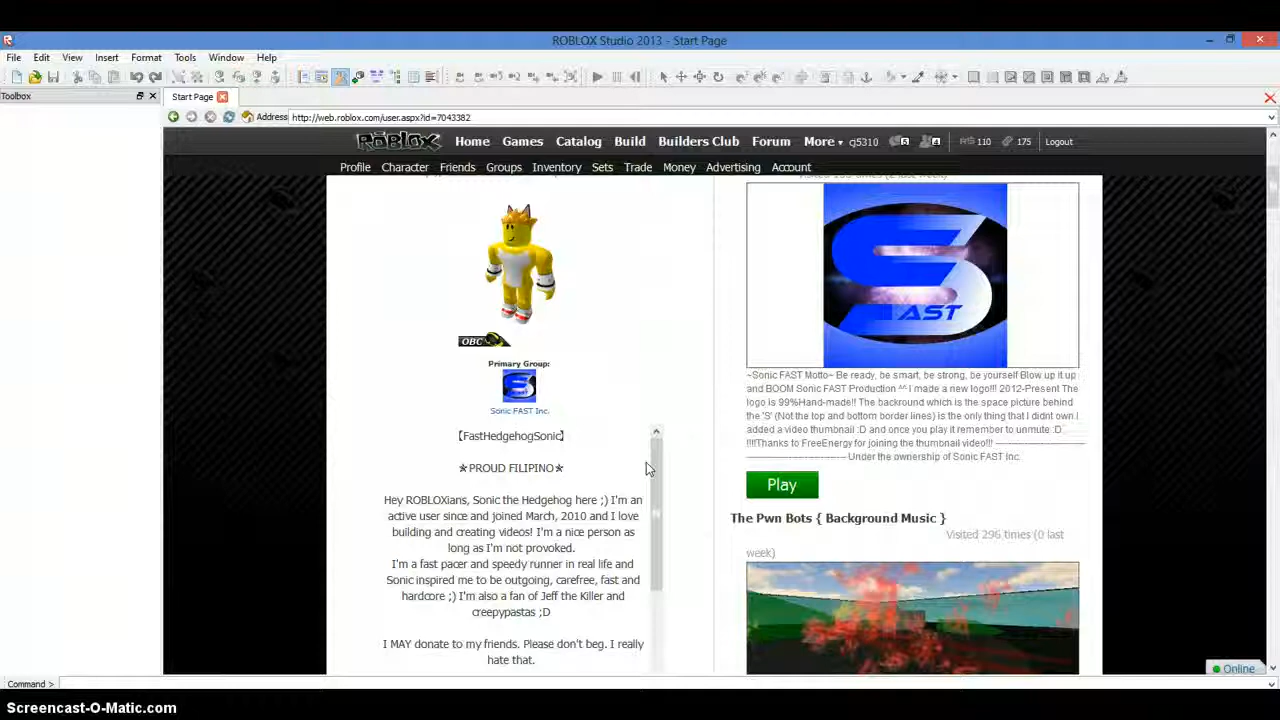 ROBLOX Studio 2013 - Start Page
File Edit View Insert Format Tools Window Help
Toolbox
Start Page
Address http://web.roblox.com/user.aspx?id=7043382
ROBLOX Home Games Catalog Build Builders Club Forum More q5310 110 175 Logout
Profile Character Friends Groups Inventory Sets Trade Money Advertising Account
OBC
Primary Group:
Sonic FAST Inc.
【FastHedgehogSonic】
★PROUD FILIPINO★
Hey ROBLOXians, Sonic the Hedgehog here ;) I'm an
active user since and joined March, 2010 and I love
building and creating videos! I'm a nice person as
long as I'm not provoked.
I'm a fast pacer and speedy runner in real life and
Sonic inspired me to be outgoing, carefree, fast and
hardcore ;) I'm also a fan of Jeff the Killer and
creepypastas ;D
I MAY donate to my friends. Please don't beg. I really
hate that.
S
FAST
~Sonic FAST Motto~ Be ready, be smart, be strong, be yourself Blow up it up
and BOOM Sonic FAST Production ^^ I made a new logo!!! 2012-Present The
logo is 99%Hand-made!! The backround which is the space picture behind
the 'S' (Not the top and bottom border lines) is the only thing that I didnt own.I
added a video thumbnail :D and once you play it remember to unmute :D
!!!!Thanks to FreeEnergy for joining the thumbnail video!!! --------------------
---------------------- Under the ownership of Sonic FAST Inc.
Play
The Pwn Bots { Background Music }
Visited 296 times (0 last
week)
Online
Command >
Screencast-O-Matic.com